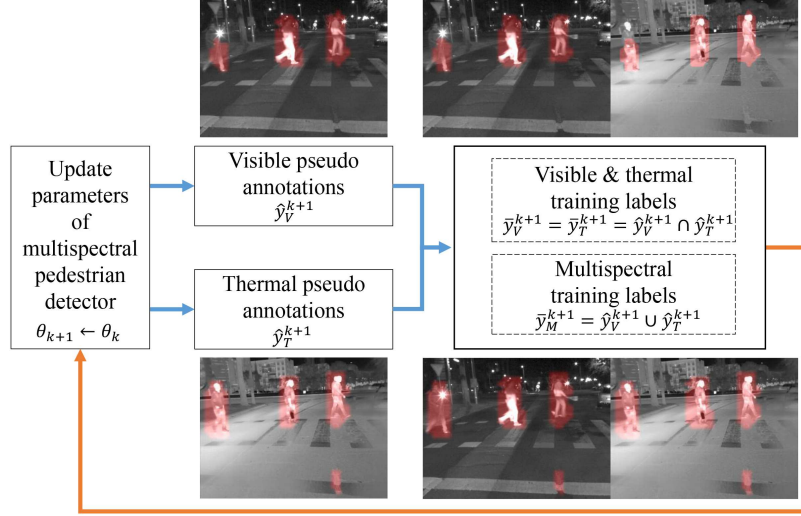 Update
parameters
of
multispectral
pedestrian
detector
θ_{k+1} ← θ_k
Visible pseudo
annotations
ŷ_V^{k+1}
Thermal pseudo
annotations
ŷ_T^{k+1}
Visible & thermal
training labels
ȳ_V^{k+1} = ȳ_T^{k+1} = ŷ_V^{k+1} ∩ ŷ_T^{k+1}
Multispectral
training labels
ȳ_M^{k+1} = ŷ_V^{k+1} ∪ ŷ_T^{k+1}